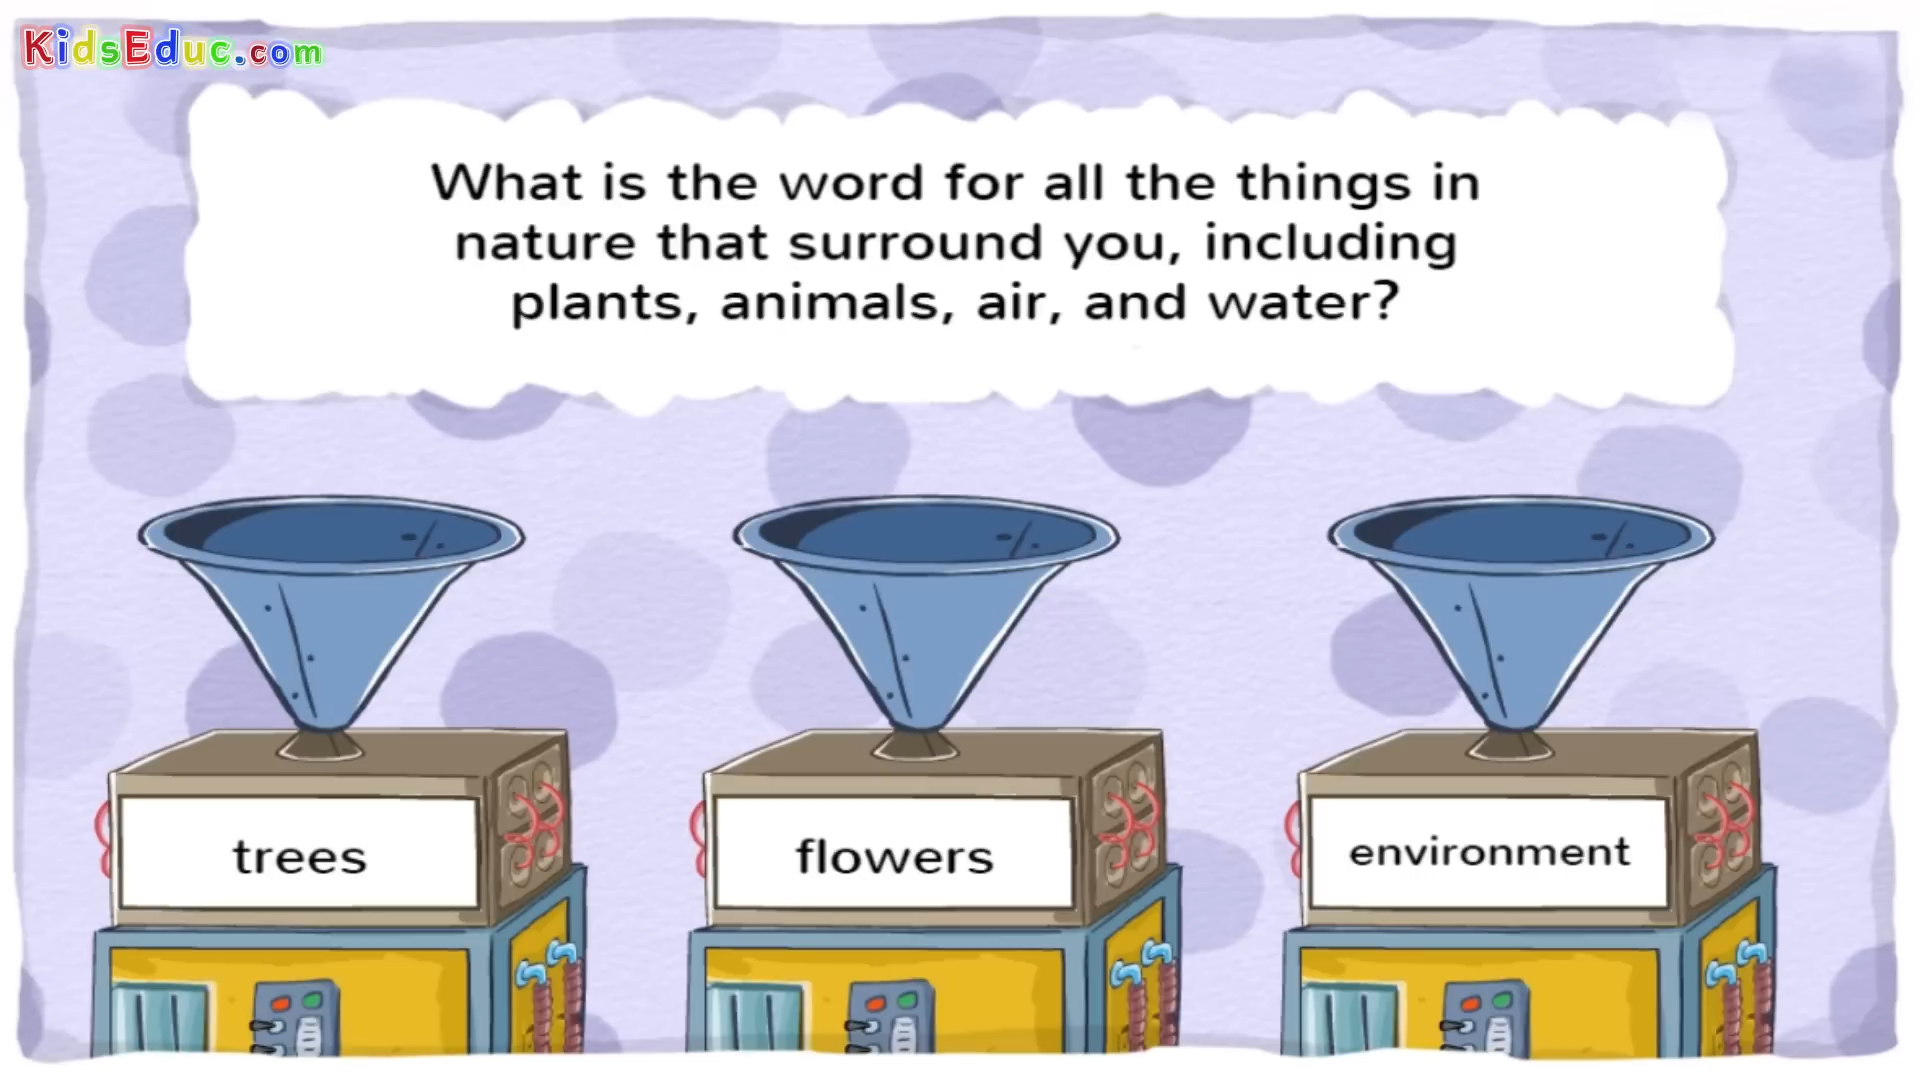 KidsEduc.com
What is the word for all the things in
nature that surround you, including
plants, animals, air, and water?
trees
flowers
environment